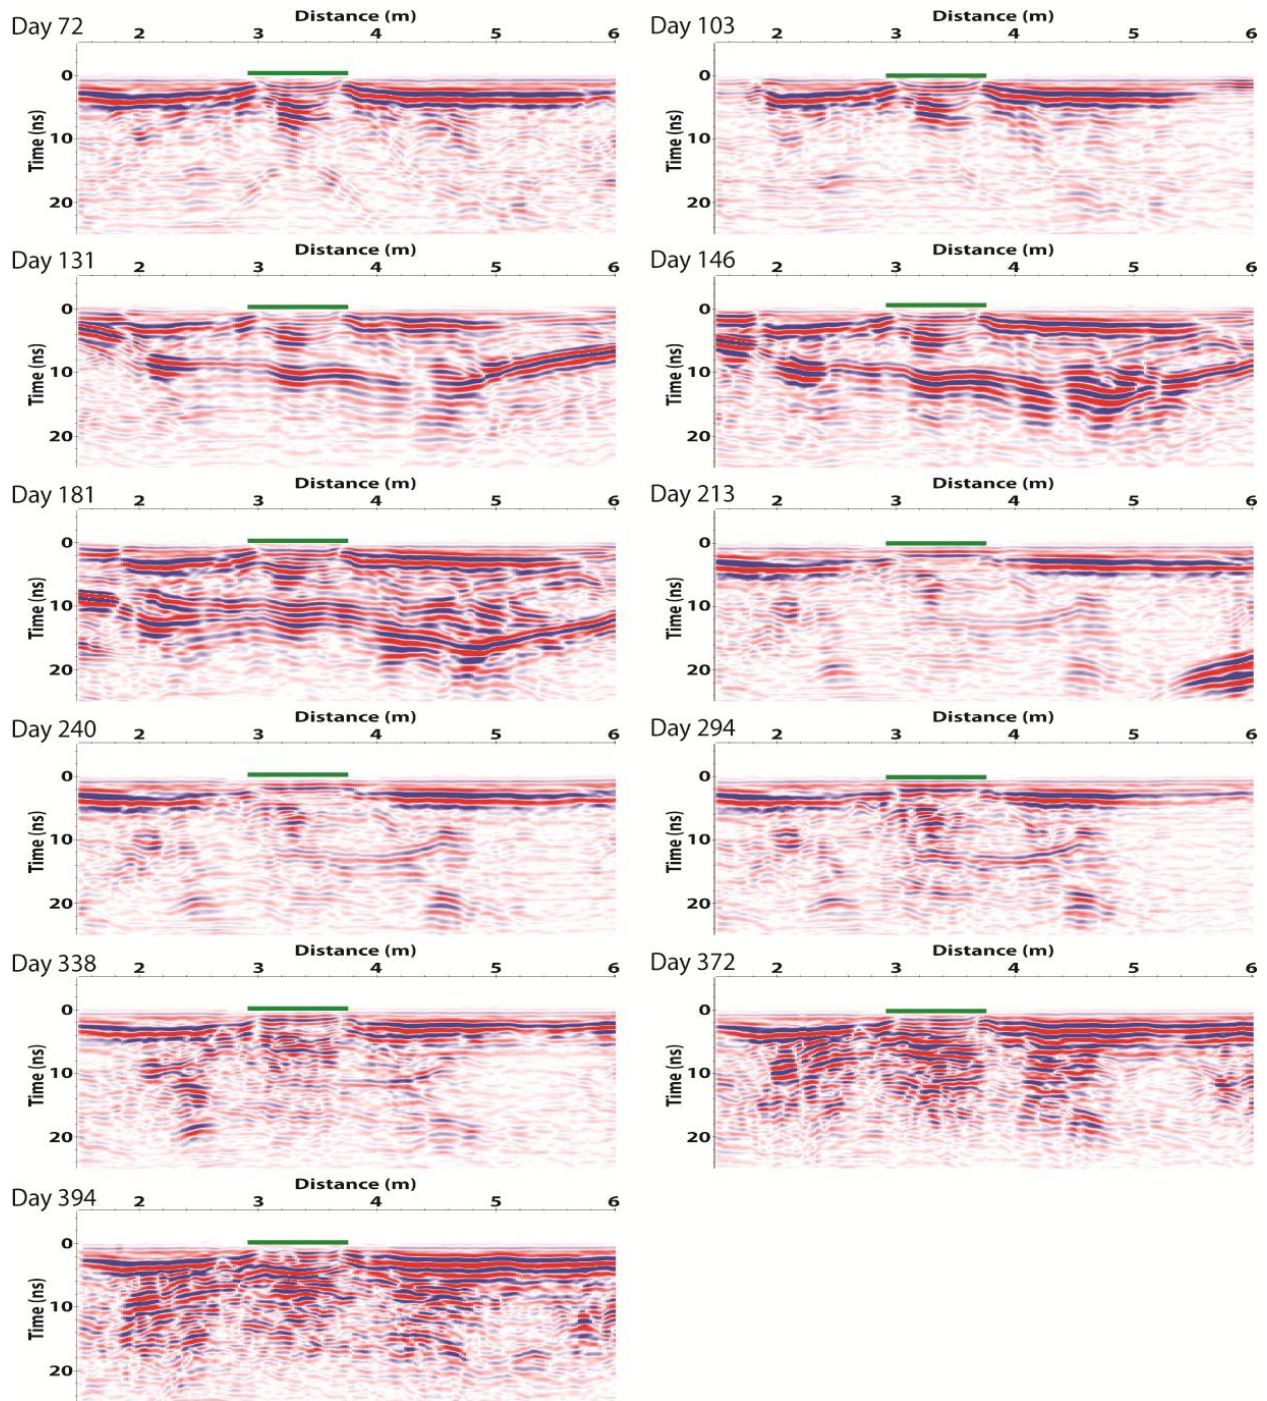 Day 72
Distance (m)
2 3 4 5 6
Time (ns)
0
10
20
Day 103
Distance (m)
2 3 4 5 6
Time (ns)
0
10
20
Day 131
Distance (m)
2 3 4 5 6
Time (ns)
0
10
20
Day 146
Distance (m)
2 3 4 5 6
Time (ns)
0
10
20
Day 181
Distance (m)
2 3 4 5 6
Time (ns)
0
10
20
Day 213
Distance (m)
2 3 4 5 6
Time (ns)
0
10
20
Day 240
Distance (m)
2 3 4 5 6
Time (ns)
0
10
20
Day 294
Distance (m)
2 3 4 5 6
Time (ns)
0
10
20
Day 338
Distance (m)
2 3 4 5 6
Time (ns)
0
10
20
Day 372
Distance (m)
2 3 4 5 6
Time (ns)
0
10
20
Day 394
Distance (m)
2 3 4 5 6
Time (ns)
0
10
20